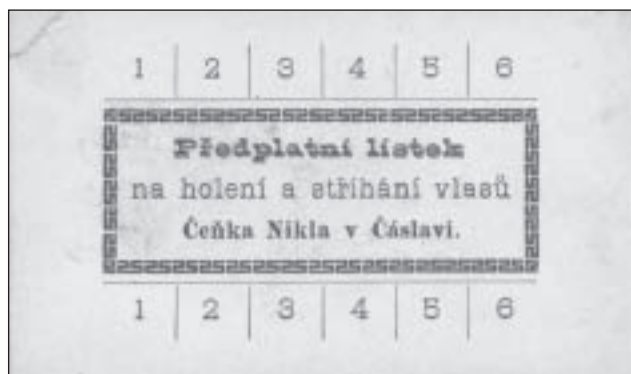 1 2 3 4 5 6
Předplatní lístek
na holení a stříhání vlasů
Čeňka Nikla v Čáslavi.
1 2 3 4 5 6